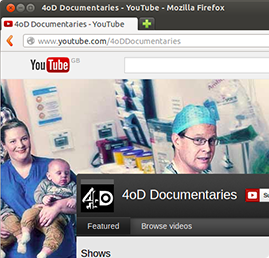 4oD Documentaries - YouTube - Mozilla Firefox
4oD Documentaries - YouTube
www.youtube.com/4oDDocumentaries
YouTube GB
4oD
4oD Documentaries
Featured Browse videos
Shows